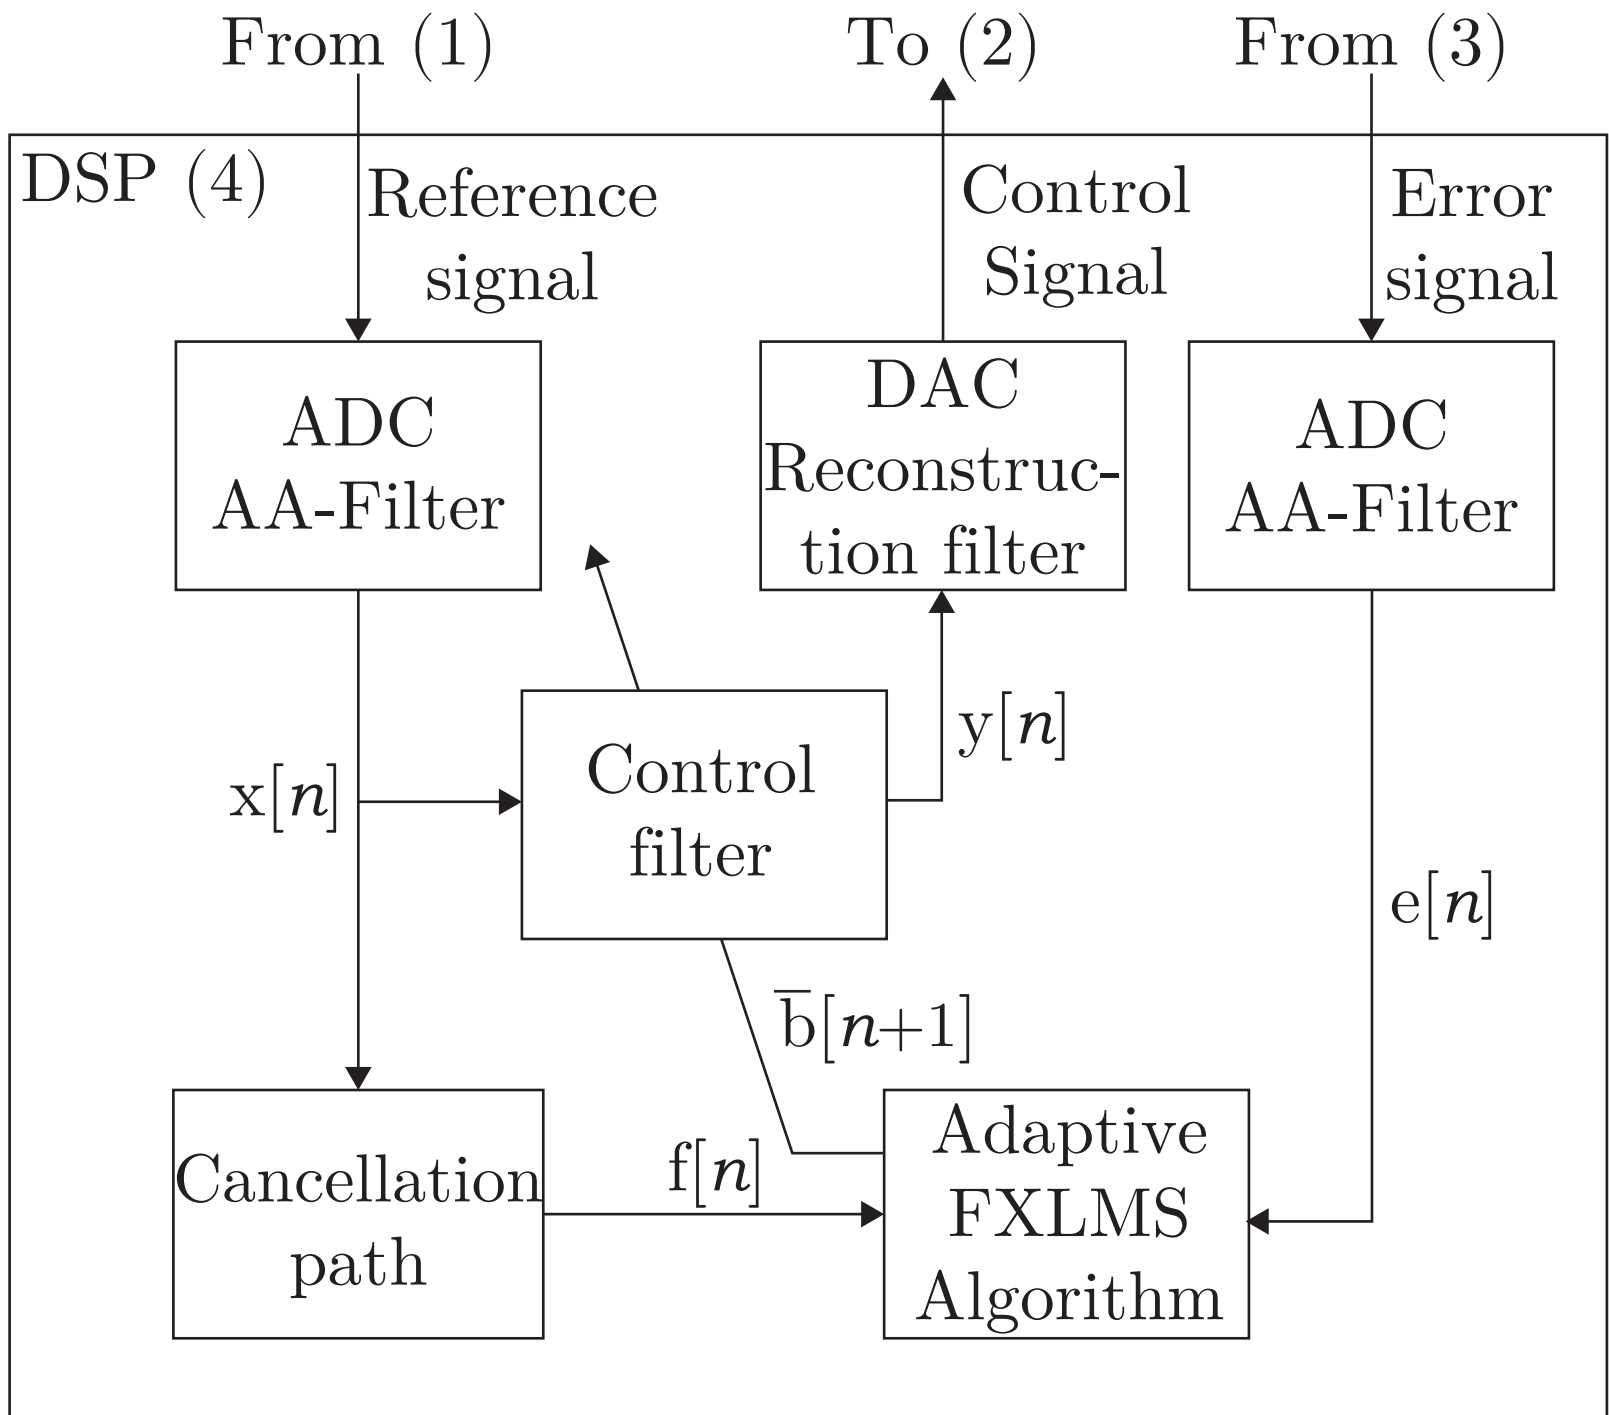 From (1)
To (2)
From (3)
DSP (4)
Reference
signal
Control
Signal
Error
signal
ADC
AA-Filter
DAC
Reconstruc-
tion filter
ADC
AA-Filter
x[n]
Control
filter
y[n]
e[n]
b̅[n+1]
Cancellation
path
f[n]
Adaptive
FXLMS
Algorithm